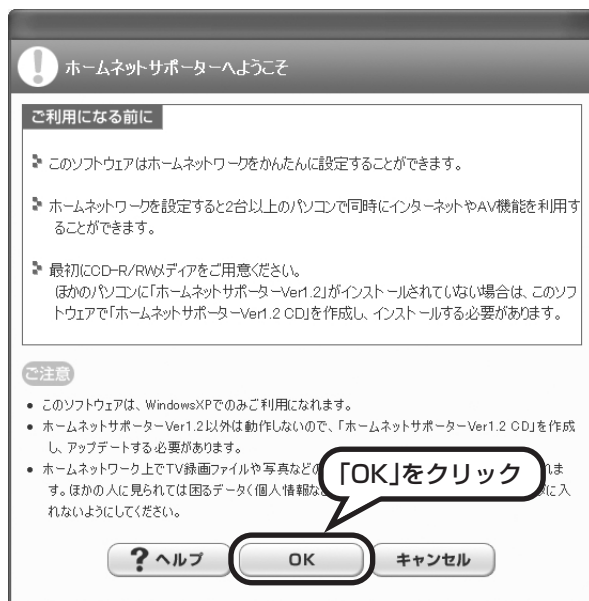 ホームネットサポーターへようこそ
ご利用になる前に
このソフトウェアはホームネットワークをかんたんに設定することができます。
ホームネットワークを設定すると2台以上のパソコンで同時にインターネットやAV機能を利用す
ることができます。
最初にCD-R/RWメディアをご用意ください。
ほかのパソコンに「ホームネットサポーターVer1.2」がインストールされていない場合は、このソフ
トウェアで「ホームネットサポーターVer1.2 CD」を作成し、インストールする必要があります。
ご注意
● このソフトウェアは、WindowsXPでのみご利用になれます。
● ホームネットサポーターVer1.2以外は動作しないので、「ホームネットサポーターVer1.2 CD」を作成
し、アップデートする必要があります。
● ホームネットワーク上でTV録画ファイルや写真などの
れま
す。ほかの人に見られては困るデータ(個人情報な
に入
れないようにしてください。
「OK」をクリック
? ヘルプ
OK
キャンセル